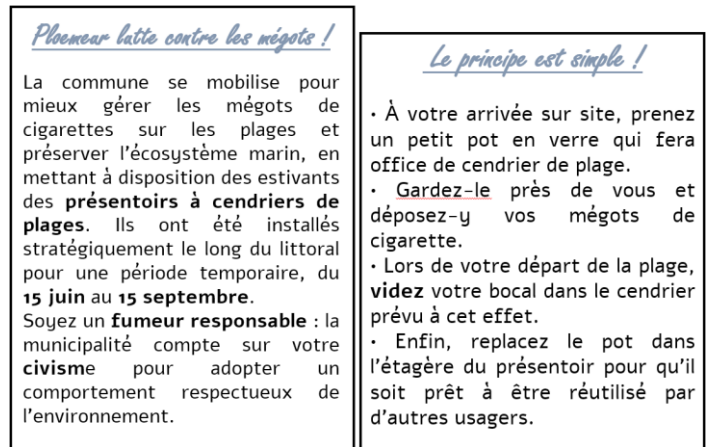 Ploemeur lutte contre les mégots !
La commune se mobilise pour
mieux gérer les mégots de
cigarettes sur les plages et
préserver l'écosystème marin, en
mettant à disposition des estivants
des présentoirs à cendriers de
plages. Ils ont été installés
stratégiquement le long du littoral
pour une période temporaire, du
15 juin au 15 septembre.
Soyez un fumeur responsable : la
municipalité compte sur votre
civisme pour adopter un
comportement respectueux de
l'environnement.
Le principe est simple !
• À votre arrivée sur site, prenez
un petit pot en verre qui fera
office de cendrier de plage.
• Gardez-le près de vous et
déposez-y vos mégots de
cigarette.
• Lors de votre départ de la plage,
videz votre bocal dans le cendrier
prévu à cet effet.
• Enfin, replacez le pot dans
l'étagère du présentoir pour qu'il
soit prêt à être réutilisé par
d'autres usagers.